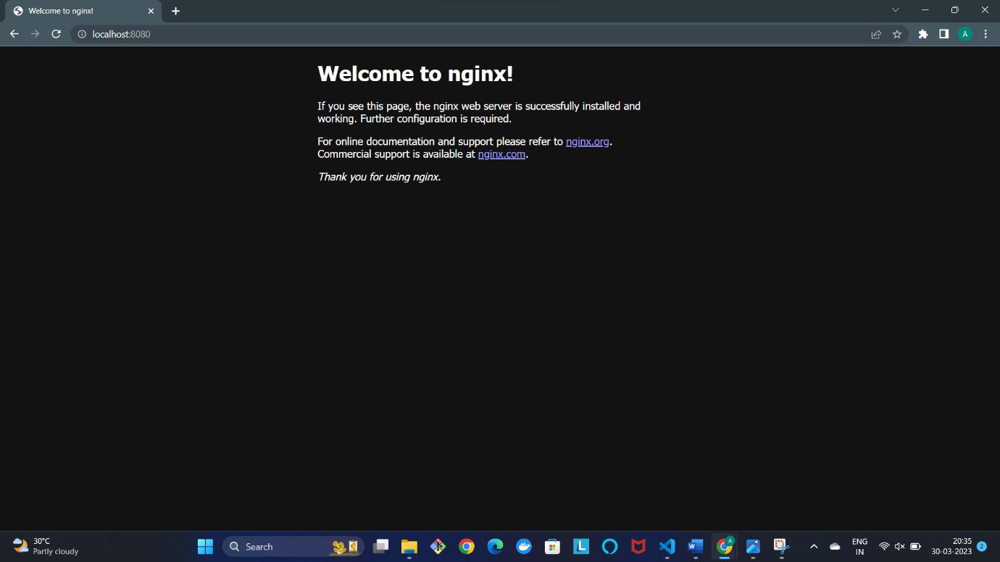 Welcome to nginx!
localhost:8080
A
Welcome to nginx!
If you see this page, the nginx web server is successfully installed and
working. Further configuration is required.
For online documentation and support please refer to nginx.org.
Commercial support is available at nginx.com.
Thank you for using nginx.
30°C
Partly cloudy
Search
L
W
A
ENG
IN
20:35
30-03-2023
2